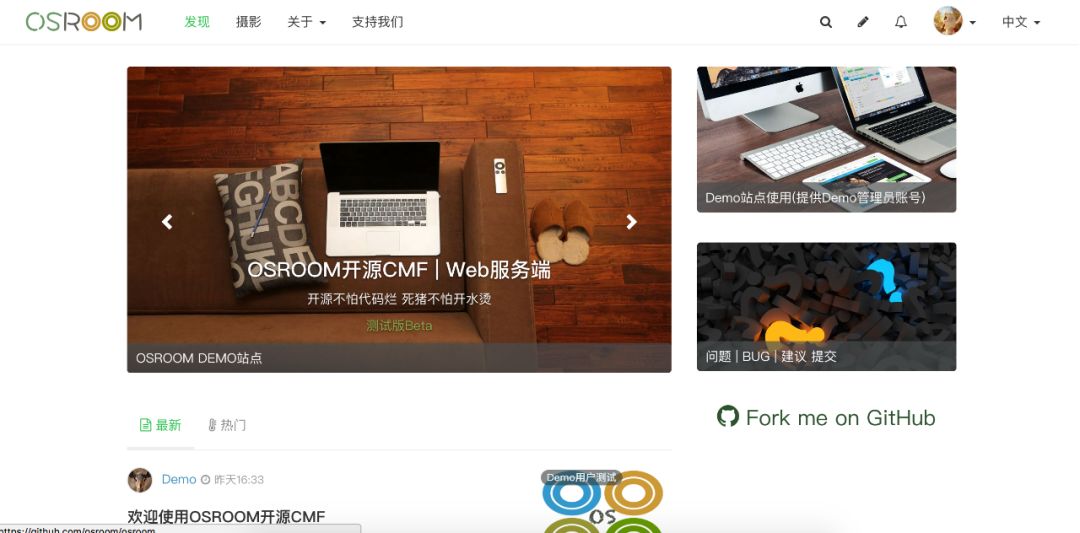 OSROOM 发现 摄影 关于 支持我们 中文
OSROOM开源CMF | Web服务端
开源不怕代码烂 死猪不怕开水烫
测试版Beta
OSROOM DEMO站点
Demo站点使用(提供Demo管理员账号)
问题 | BUG | 建议 提交
Fork me on GitHub
最新 热门
Demo 昨天16:33
Demo用户测试
欢迎使用OSROOM开源CMF
OS
https://github.com/osroom/osroom
ABC
FGH